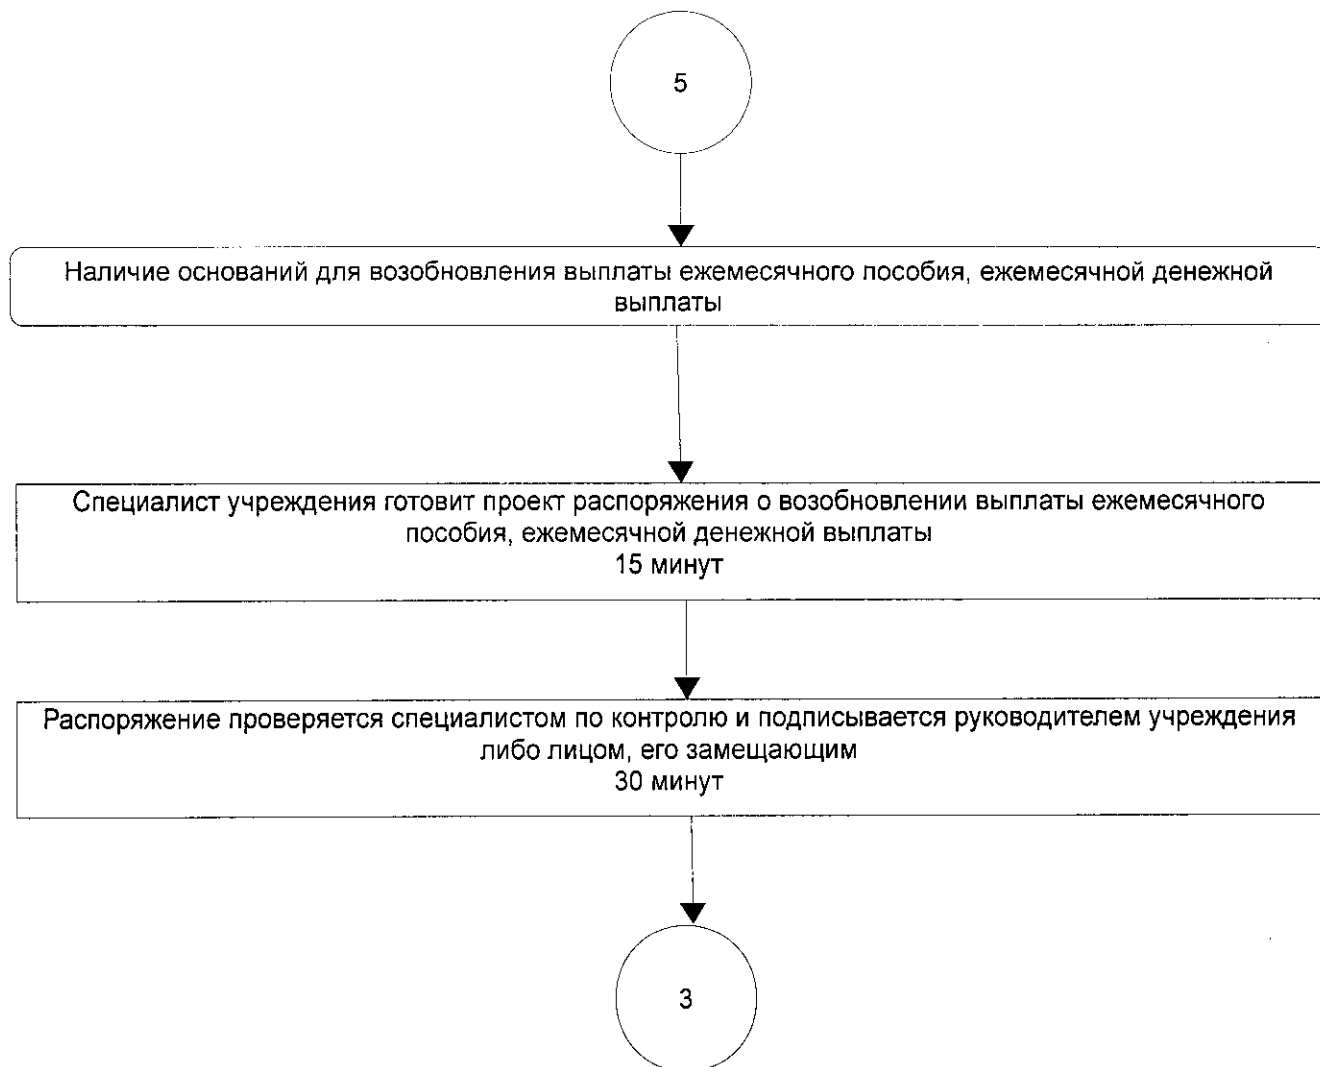 5
Наличие оснований для возобновления выплаты ежемесячного пособия, ежемесячной денежной
выплаты
Специалист учреждения готовит проект распоряжения о возобновлении выплаты ежемесячного
пособия, ежемесячной денежной выплаты
15 минут
Распоряжение проверяется специалистом по контролю и подписывается руководителем учреждения
либо лицом, его замещающим
30 минут
3